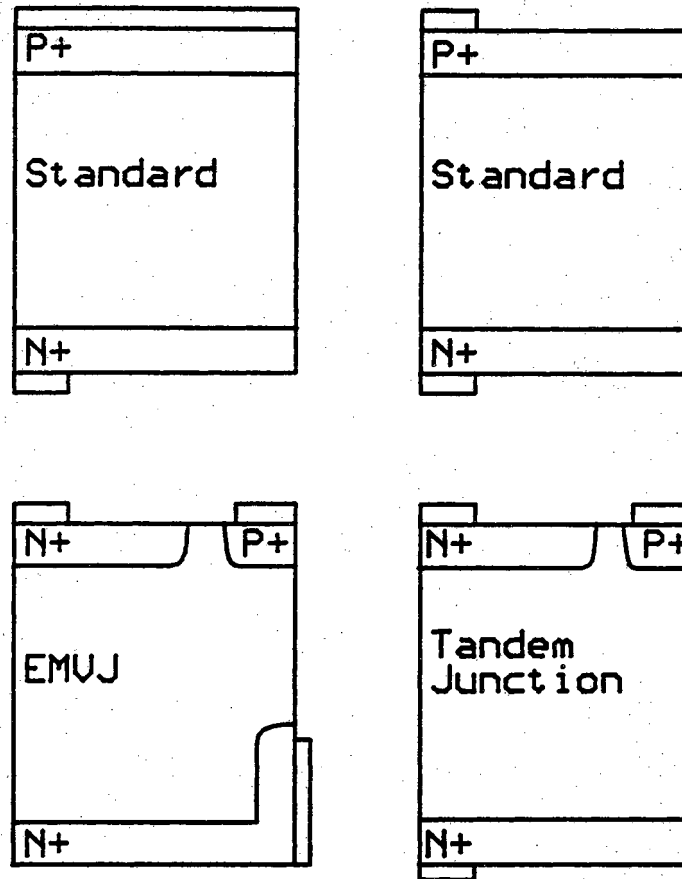 P+
Standard
N+
P+
Standard
N+
N+ P+
EMVJ
N+
N+ P+
Tandem
Junction
N+